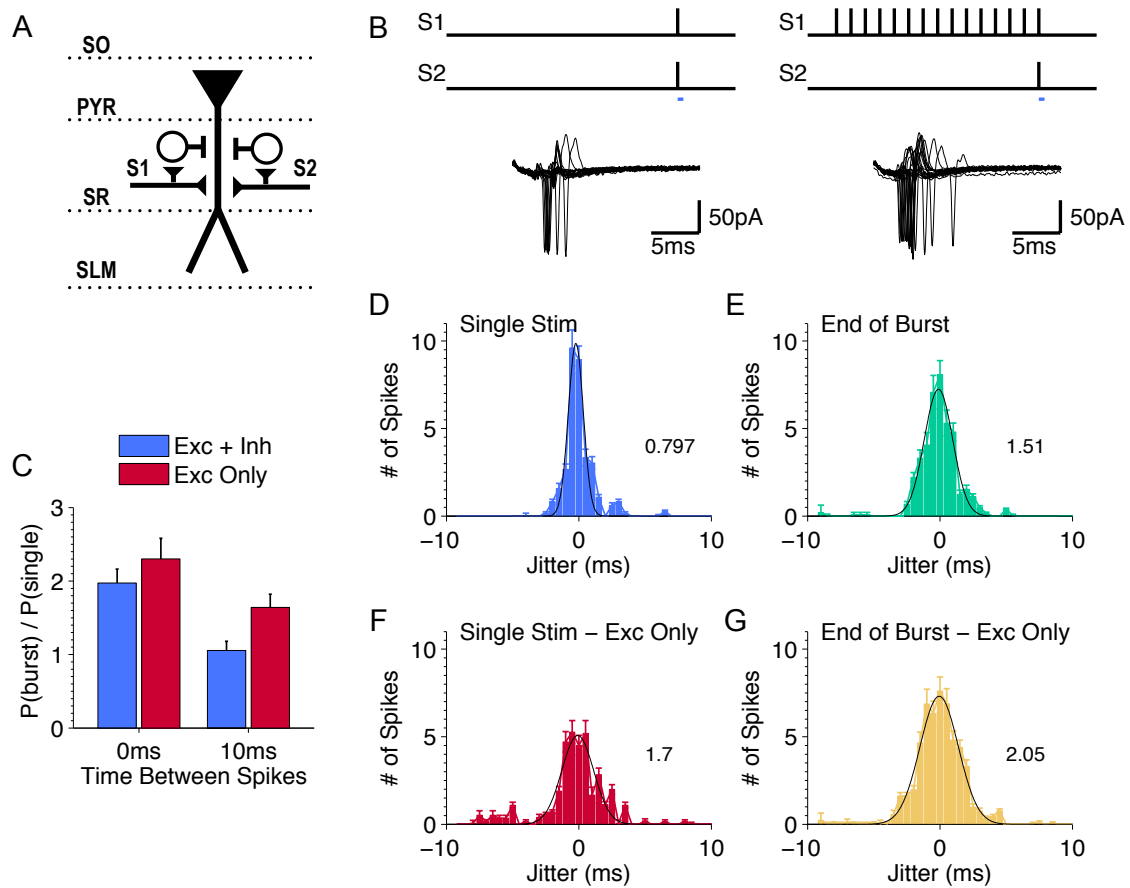 A
SO
PYR
S1
S2
SR
SLM
B
S1
S2
50pA
5ms
S1
S2
50pA
5ms
C
Exc + Inh
Exc Only
P(burst) / P(single)
3
2
1
0
0ms
10ms
Time Between Spikes
D
Single Stim
# of Spikes
10
5
0
0.797
−10
0
10
Jitter (ms)
E
End of Burst
# of Spikes
10
5
0
1.51
−10
0
10
Jitter (ms)
F
Single Stim − Exc Only
# of Spikes
10
5
0
1.7
−10
0
10
Jitter (ms)
G
End of Burst − Exc Only
# of Spikes
10
5
0
2.05
−10
0
10
Jitter (ms)